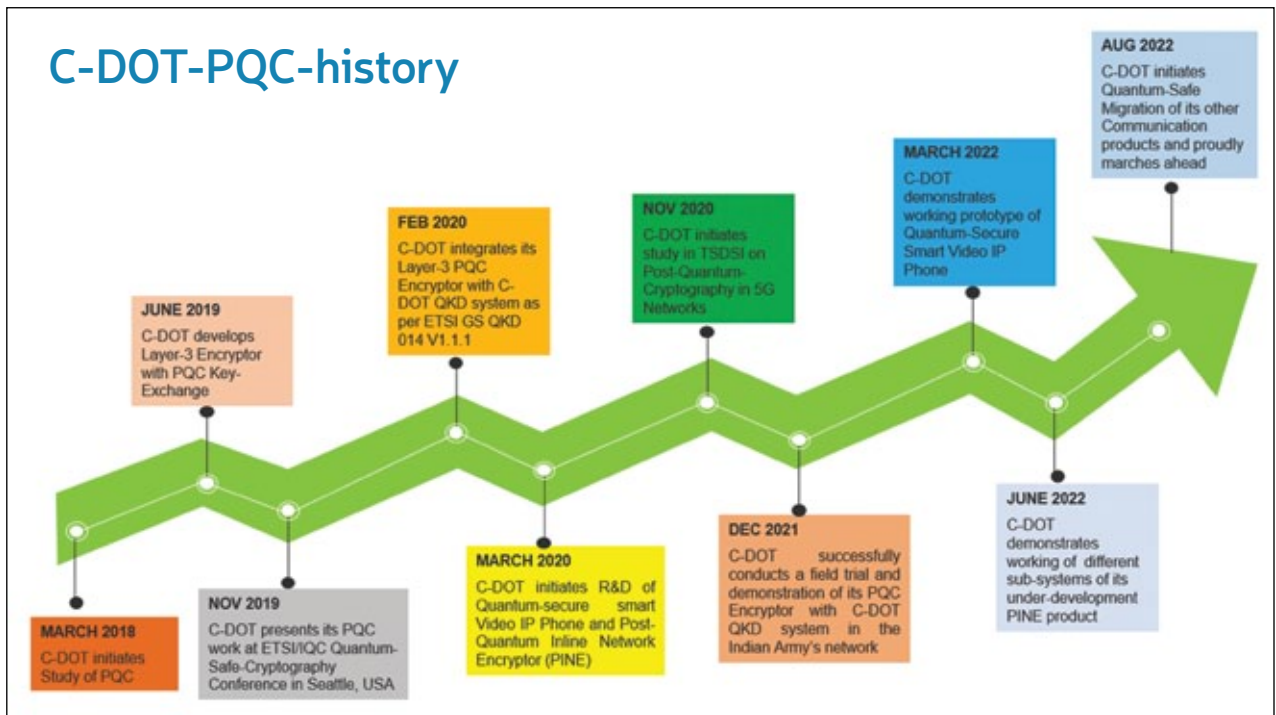 C-DOT-PQC-history
MARCH 2018
C-DOT initiates
Study of PQC
JUNE 2019
C-DOT develops
Layer-3 Encryptor
with PQC Key-
Exchange
NOV 2019
C-DOT presents its PQC
work at ETSI/IQC Quantum-
Safe-Cryptography
Conference in Seattle, USA
FEB 2020
C-DOT integrates its
Layer-3 PQC
Encryptor with C-
DOT QKD system as
per ETSI GS QKD
014 V1.1.1
MARCH 2020
C-DOT initiates R&D of
Quantum-secure smart
Video IP Phone and Post-
Quantum Inline Network
Encryptor (PINE)
NOV 2020
C-DOT initiates
study in TSDSI on
Post-Quantum-
Cryptography in 5G
Networks
DEC 2021
C-DOT successfully
conducts a field trial and
demonstration of its PQC
Encryptor with C-DOT
QKD system in the
Indian Army's network
MARCH 2022
C-DOT
demonstrates
working prototype of
Quantum-Secure
Smart Video IP
Phone
JUNE 2022
C-DOT
demonstrates
working of different
sub-systems of its
under-development
PINE product
AUG 2022
C-DOT initiates
Quantum-Safe
Migration of its other
Communication
products and proudly
marches ahead